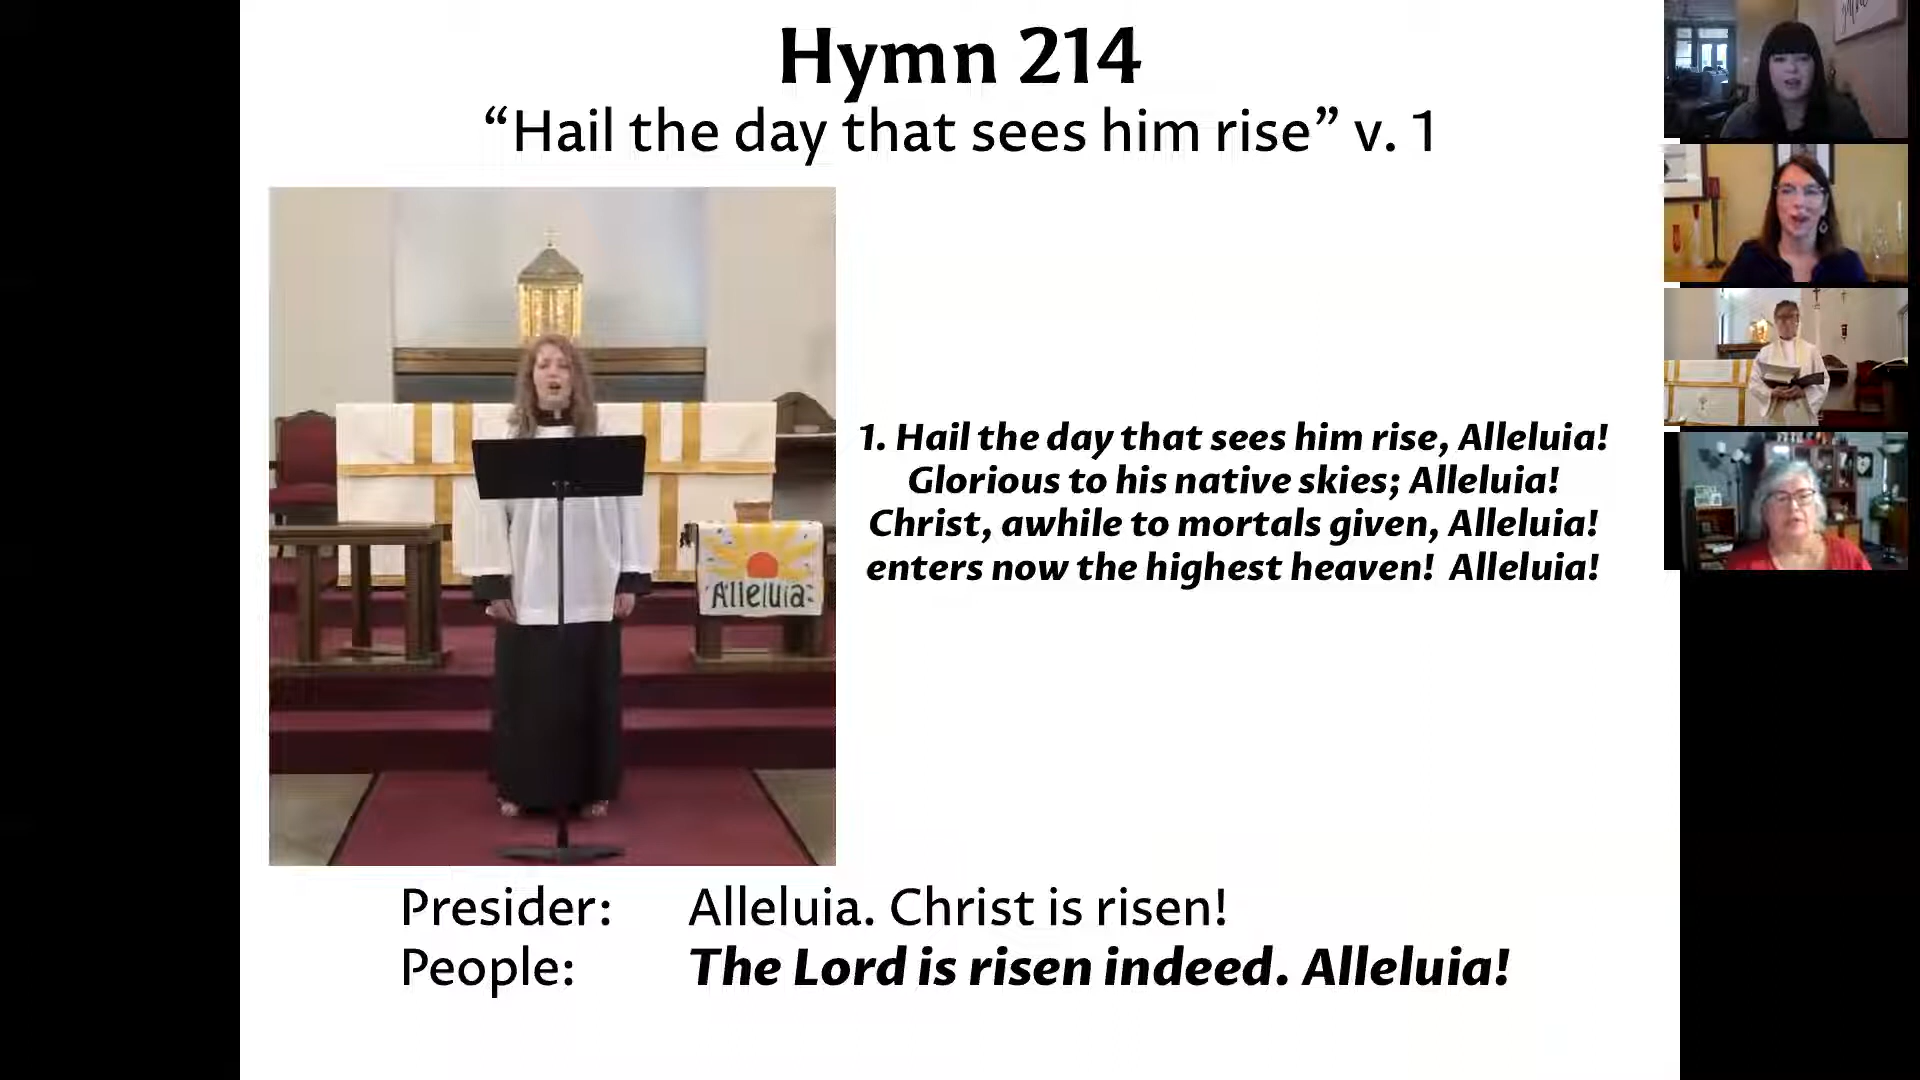 Hymn 214
“Hail the day that sees him rise” v. 1
1. Hail the day that sees him rise, Alleluia!
Glorious to his native skies; Alleluia!
Christ, awhile to mortals given, Alleluia!
enters now the highest heaven! Alleluia!
Alleluia
Presider: Alleluia. Christ is risen!
People: The Lord is risen indeed. Alleluia!